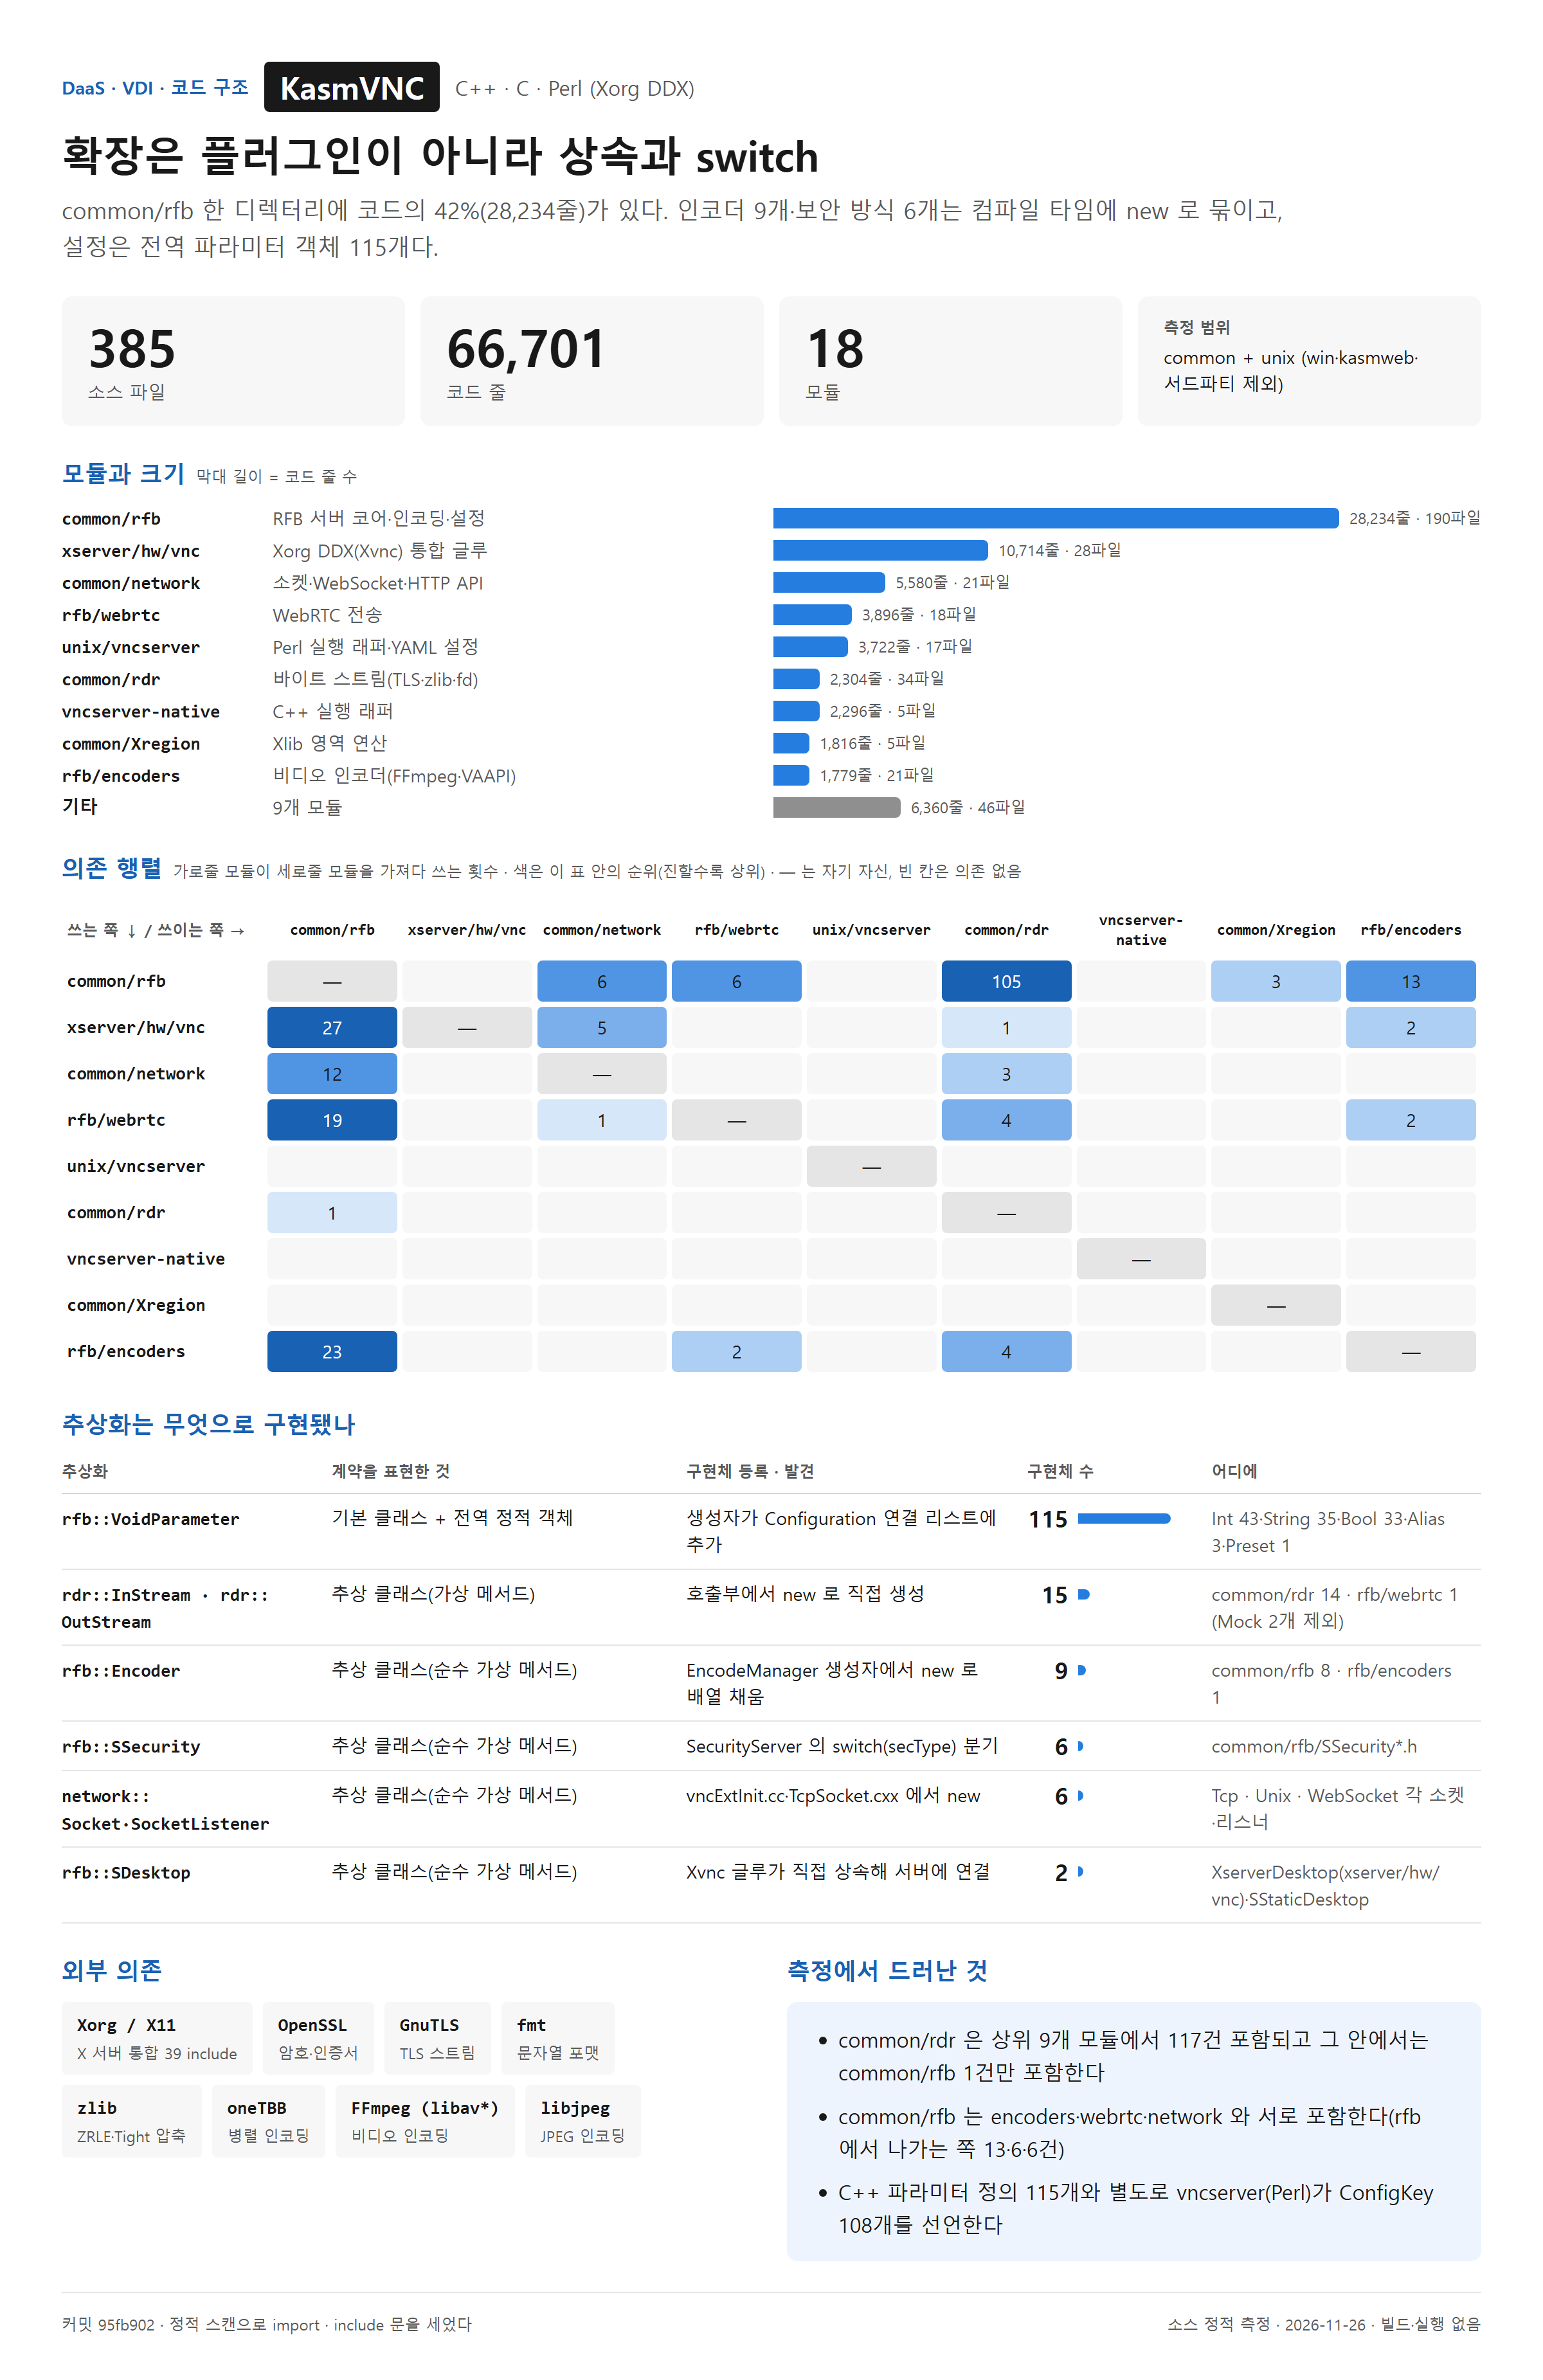 DaaS · VDI · 코드 구조 KasmVNC C++ · C · Perl (Xorg DDX)
확장은 플러그인이 아니라 상속과 switch
common/rfb 한 디렉터리에 코드의 42%(28,234줄)가 있다. 인코더 9개·보안 방식 6개는 컴파일 타임에 new 로 묶이고,
설정은 전역 파라미터 객체 115개다.
385
소스 파일
66,701
코드 줄
18
모듈
측정 범위
common + unix (win·kasmweb·
서드파티 제외)
모듈과 크기 막대 길이 = 코드 줄 수
common/rfb RFB 서버 코어·인코딩·설정 28,234줄 · 190파일
xserver/hw/vnc Xorg DDX(Xvnc) 통합 글루 10,714줄 · 28파일
common/network 소켓·WebSocket·HTTP API 5,580줄 · 21파일
rfb/webrtc WebRTC 전송 3,896줄 · 18파일
unix/vncserver Perl 실행 래퍼·YAML 설정 3,722줄 · 17파일
common/rdr 바이트 스트림(TLS·zlib·fd) 2,304줄 · 34파일
vncserver-native C++ 실행 래퍼 2,296줄 · 5파일
common/Xregion Xlib 영역 연산 1,816줄 · 5파일
rfb/encoders 비디오 인코더(FFmpeg·VAAPI) 1,779줄 · 21파일
기타 9개 모듈 6,360줄 · 46파일
의존 행렬 가로줄 모듈이 세로줄 모듈을 가져다 쓰는 횟수 · 색은 이 표 안의 순위(진할수록 상위) · — 는 자기 자신, 빈 칸은 의존 없음
쓰는 쪽 ↓ / 쓰이는 쪽 → common/rfb xserver/hw/vnc common/network rfb/webrtc unix/vncserver common/rdr vncserver-native common/Xregion rfb/encoders
common/rfb — 6 6 105 3 13
xserver/hw/vnc 27 — 5 1 2
common/network 12 — 3
rfb/webrtc 19 1 — 4 2
unix/vncserver —
common/rdr 1 —
vncserver-native —
common/Xregion —
rfb/encoders 23 2 4 —
추상화는 무엇으로 구현됐나
추상화 계약을 표현한 것 구현체 등록 · 발견 구현체 수 어디에
rfb::VoidParameter 기본 클래스 + 전역 정적 객체 생성자가 Configuration 연결 리스트에 115 Int 43·String 35·Bool 33·Alias
추가 3·Preset 1
rdr::InStream · rdr:: 추상 클래스(가상 메서드) 호출부에서 new 로 직접 생성 15 common/rdr 14 · rfb/webrtc 1
OutStream (Mock 2개 제외)
rfb::Encoder 추상 클래스(순수 가상 메서드) EncodeManager 생성자에서 new 로 9 common/rfb 8 · rfb/encoders
배열 채움 1
rfb::SSecurity 추상 클래스(순수 가상 메서드) SecurityServer 의 switch(secType) 분기 6 common/rfb/SSecurity*.h
network:: 추상 클래스(순수 가상 메서드) vncExtInit.cc·TcpSocket.cxx 에서 new 6 Tcp · Unix · WebSocket 각 소켓
Socket·SocketListener ·리스너
rfb::SDesktop 추상 클래스(순수 가상 메서드) Xvnc 글루가 직접 상속해 서버에 연결 2 XserverDesktop(xserver/hw/
vnc)·SStaticDesktop
외부 의존
Xorg / X11 OpenSSL GnuTLS fmt
X 서버 통합 39 include 암호·인증서 TLS 스트림 문자열 포맷
zlib oneTBB FFmpeg (libav*) libjpeg
ZRLE·Tight 압축 병렬 인코딩 비디오 인코딩 JPEG 인코딩
측정에서 드러난 것
• common/rdr 은 상위 9개 모듈에서 117건 포함되고 그 안에서는
common/rfb 1건만 포함한다
• common/rfb 는 encoders·webrtc·network 와 서로 포함한다(rfb
에서 나가는 쪽 13·6·6건)
• C++ 파라미터 정의 115개와 별도로 vncserver(Perl)가 ConfigKey
108개를 선언한다
커밋 95fb902 · 정적 스캔으로 import · include 문을 세었다
소스 정적 측정 · 2026-11-26 · 빌드·실행 없음